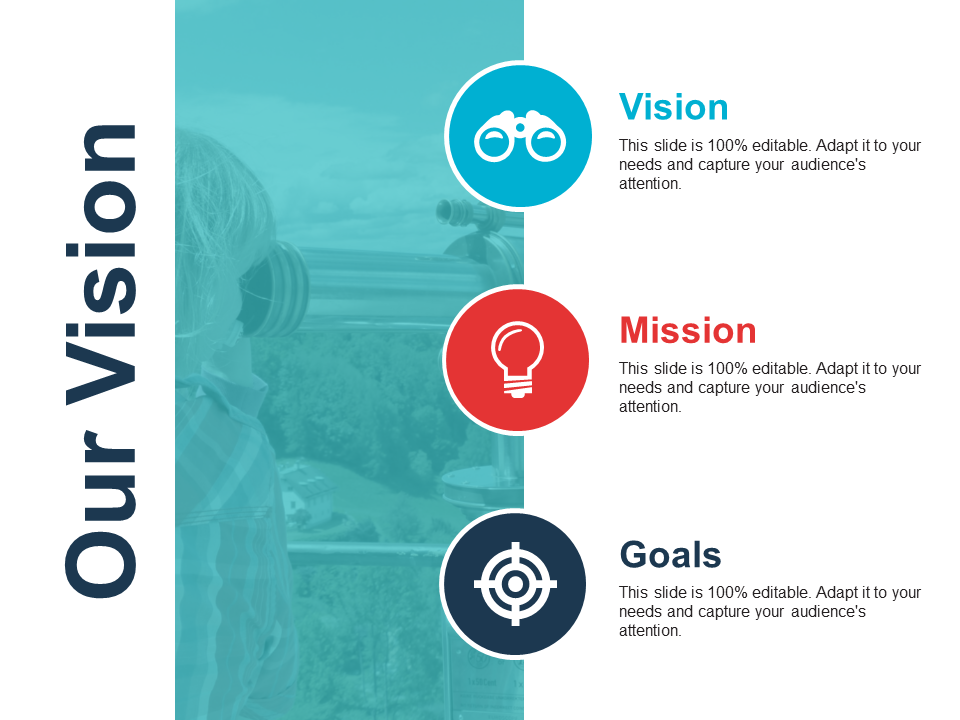 Our Vision
Vision
This slide is 100% editable. Adapt it to your
needs and capture your audience's
attention.
Mission
This slide is 100% editable. Adapt it to your
needs and capture your audience's
attention.
Goals
This slide is 100% editable. Adapt it to your
needs and capture your audience's
attention.